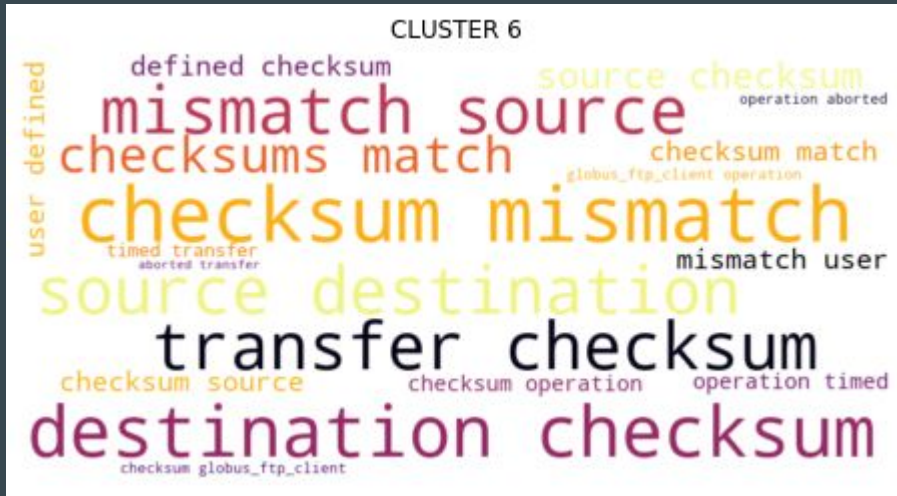 CLUSTER 6
user defined
defined checksum
source checksum
operation aborted
mismatch source
checksums match
checksum match
globus_ftp_client operation
checksum mismatch
timed transfer
aborted transfer
mismatch user
source destination
transfer checksum
checksum source
checksum operation
operation timed
destination checksum
checksum globus_ftp_client